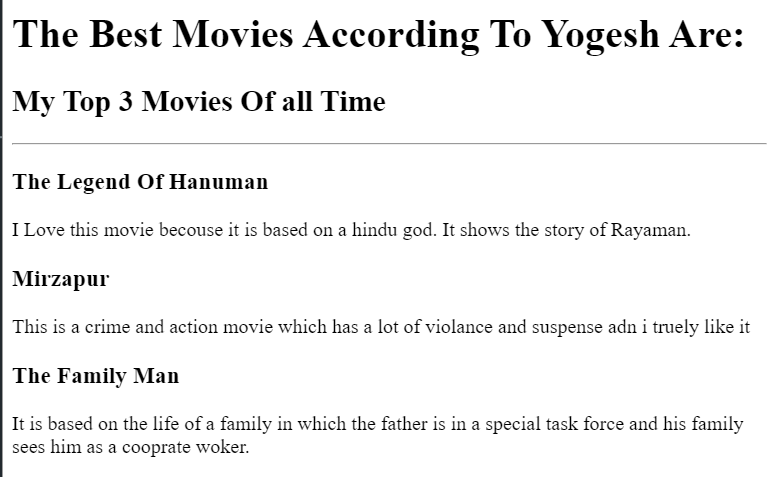 The Best Movies According To Yogesh Are:
My Top 3 Movies Of all Time
The Legend Of Hanuman
I Love this movie becouse it is based on a hindu god. It shows the story of Rayaman.
Mirzapur
This is a crime and action movie which has a lot of violance and suspense adn i truely like it
The Family Man
It is based on the life of a family in which the father is in a special task force and his family
sees him as a cooprate woker.